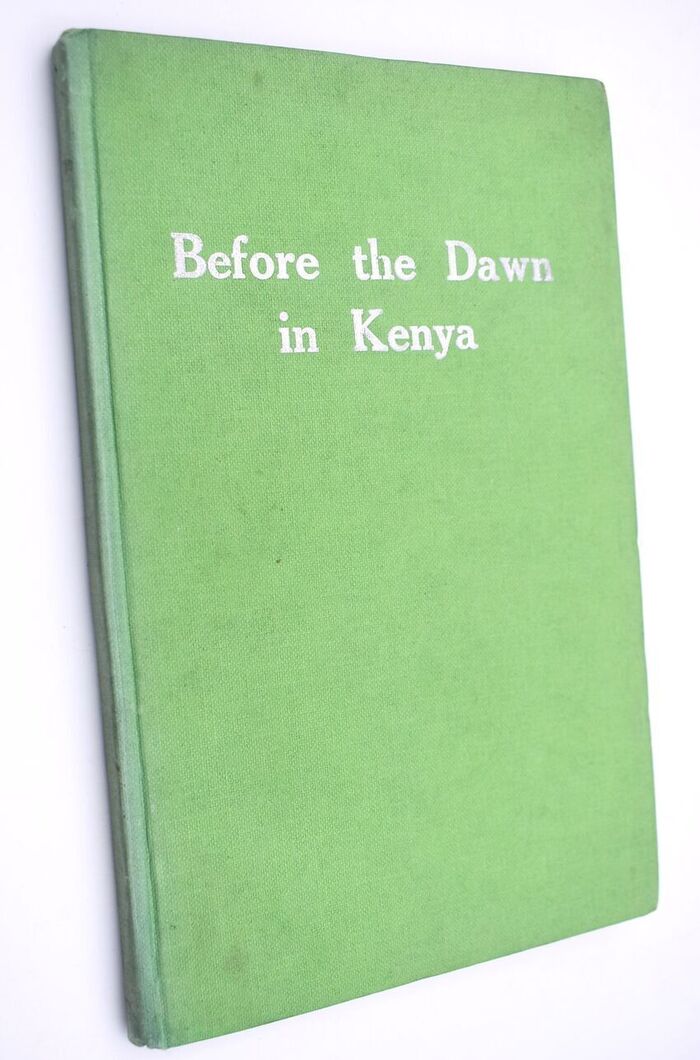 Before the Dawn
in Kenya